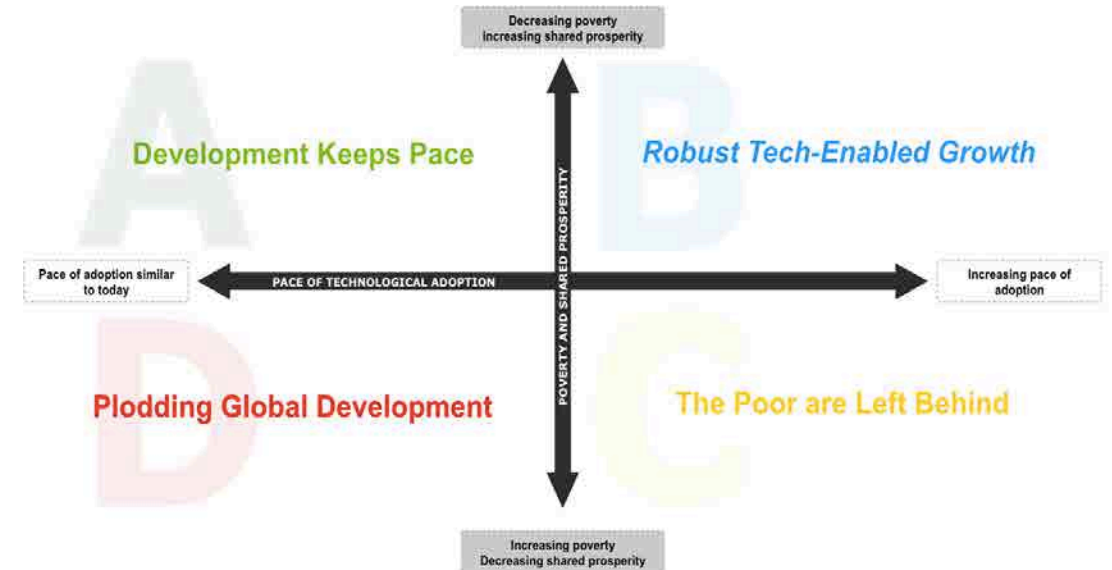 Decreasing poverty
increasing shared prosperity
A
B
Development Keeps Pace
Robust Tech-Enabled Growth
Pace of adoption similar
to today
PACE OF TECHNOLOGICAL ADOPTION
POVERTY AND SHARED PROSPERITY
Increasing pace of
adoption
D
C
Plodding Global Development
The Poor are Left Behind
Increasing poverty
Decreasing shared prosperity